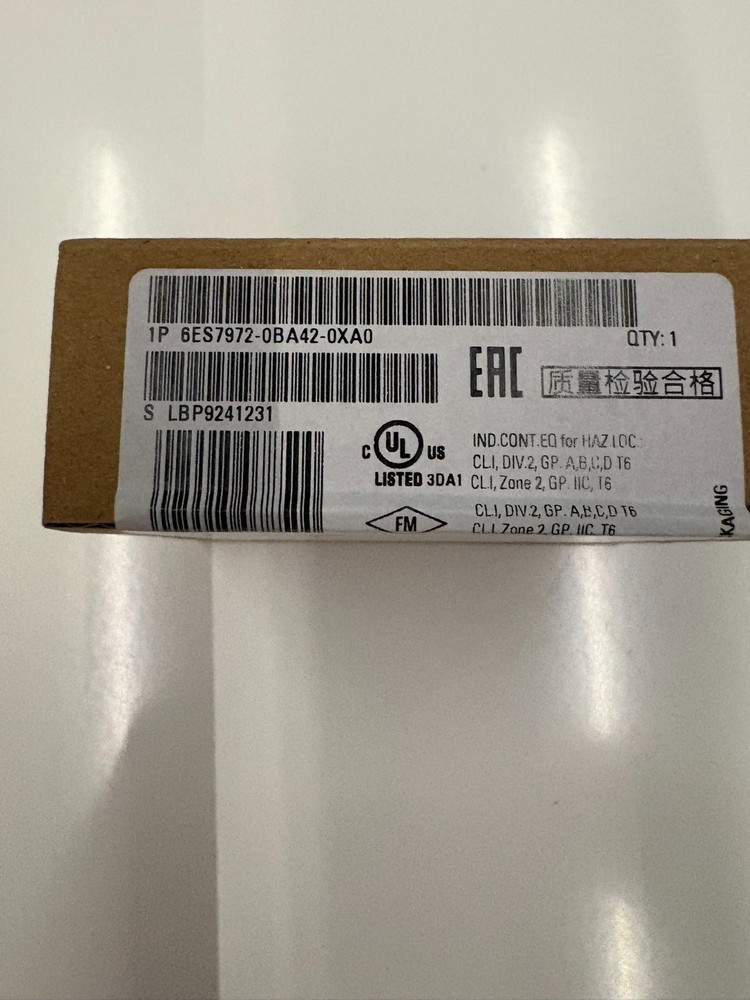 1P 6ES7972-0BA42-0XA0 QTY: 1
S LBP9241231
EAC 质量检验合格
C UL US
LISTED 3DA1
IND.CONT.EQ for HAZ LOC.:
CL.I, DIV.2, GP. A,B,C,D T6
CL.I, Zone 2, GP. IIC, T6
FM
CL.I, DIV.2, GP. A,B,C,D T6
CL.I, Zone 2, GP. IIC, T6
KAGING